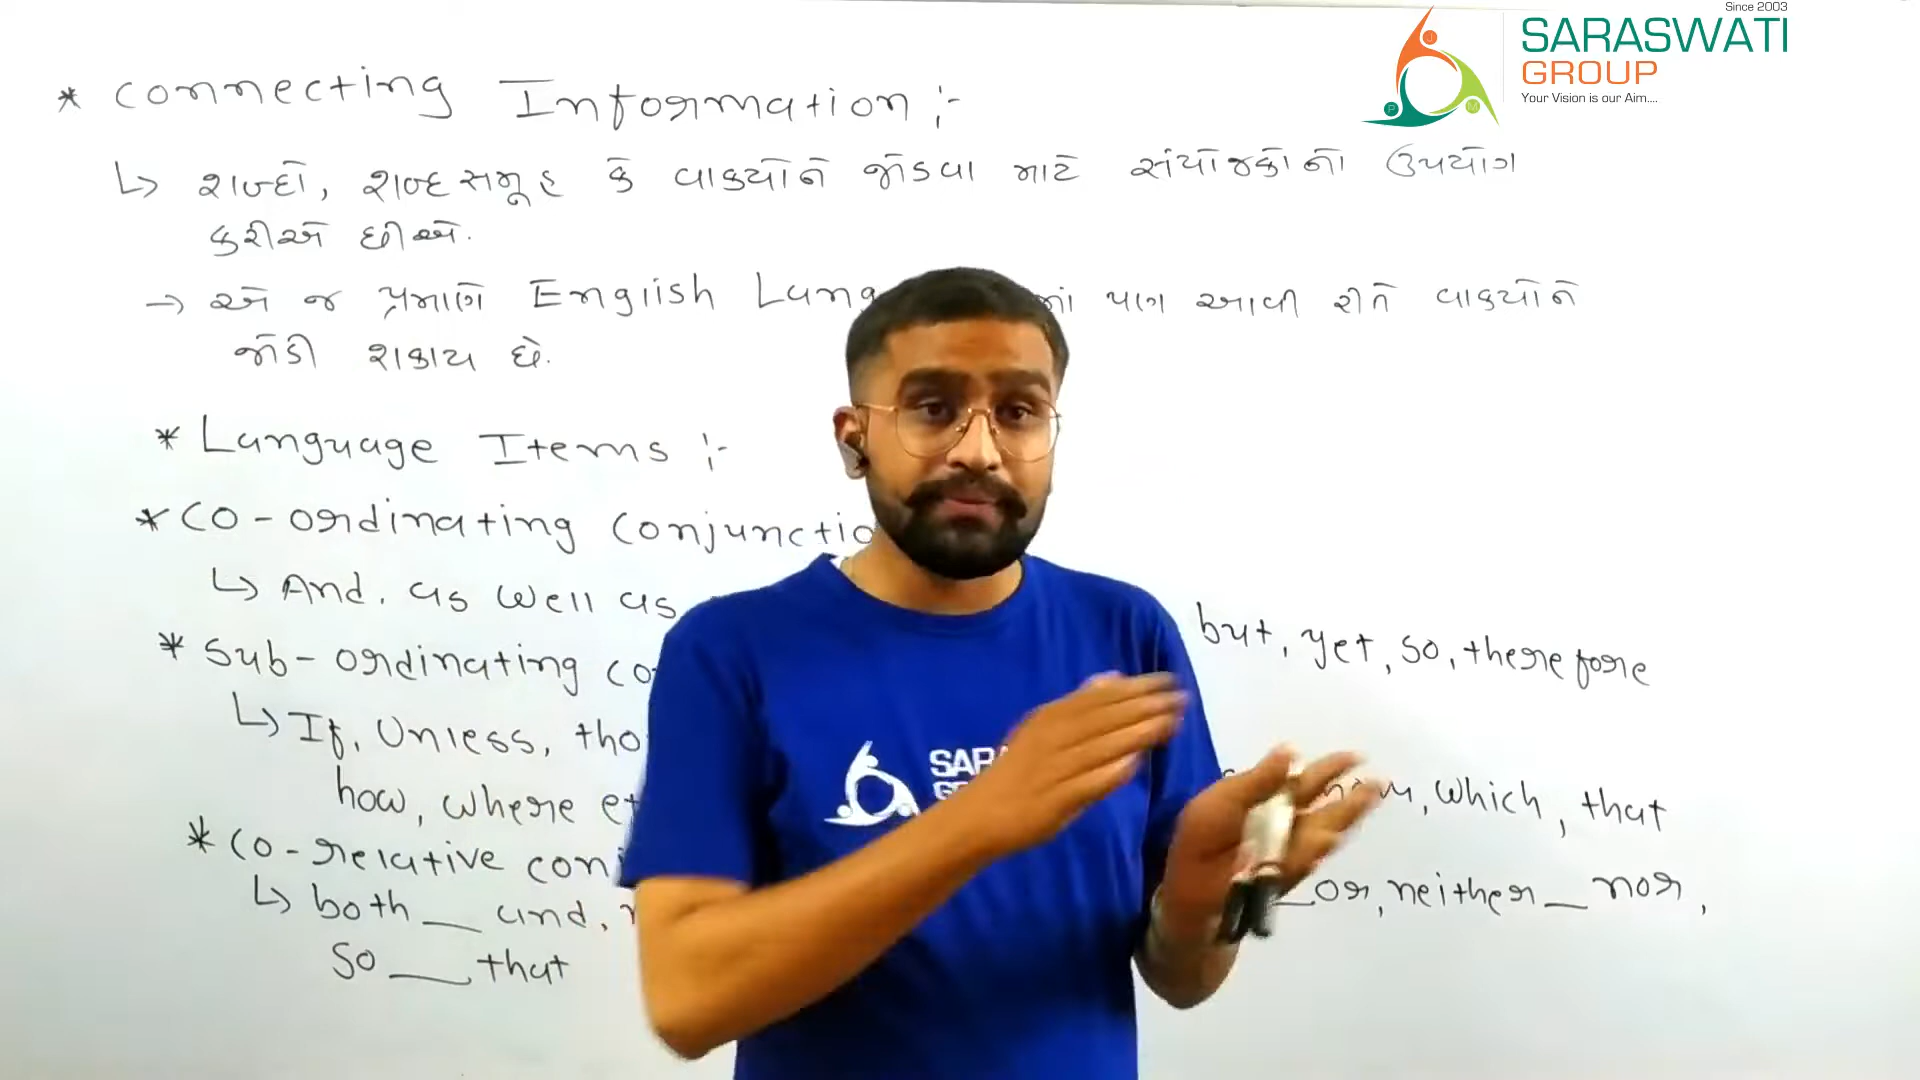 Since 2003
SARASWATI
GROUP
Your Vision is our Aim....
* Connecting Information :-
↳ શબ્દો, શબ્દસમૂહ કે વાક્યોને જોડવા માટે સંયોજકોનો ઉપયોગ
કરીએ છીએ.
→ એ જ પ્રમાણે English Lang માં પણ આવી રીતે વાક્યોને
જોડી શકાય છે.
* Language Items :-
* Co-ordinating Conjunctio
↳ And, as well as but, yet, so, therefore
* Sub-ordinating co
↳ If, Unless, tho which, that
how, where et
* Co-relative conj
↳ both __ and, __ or, neither __ nor,
so __ that
SAR